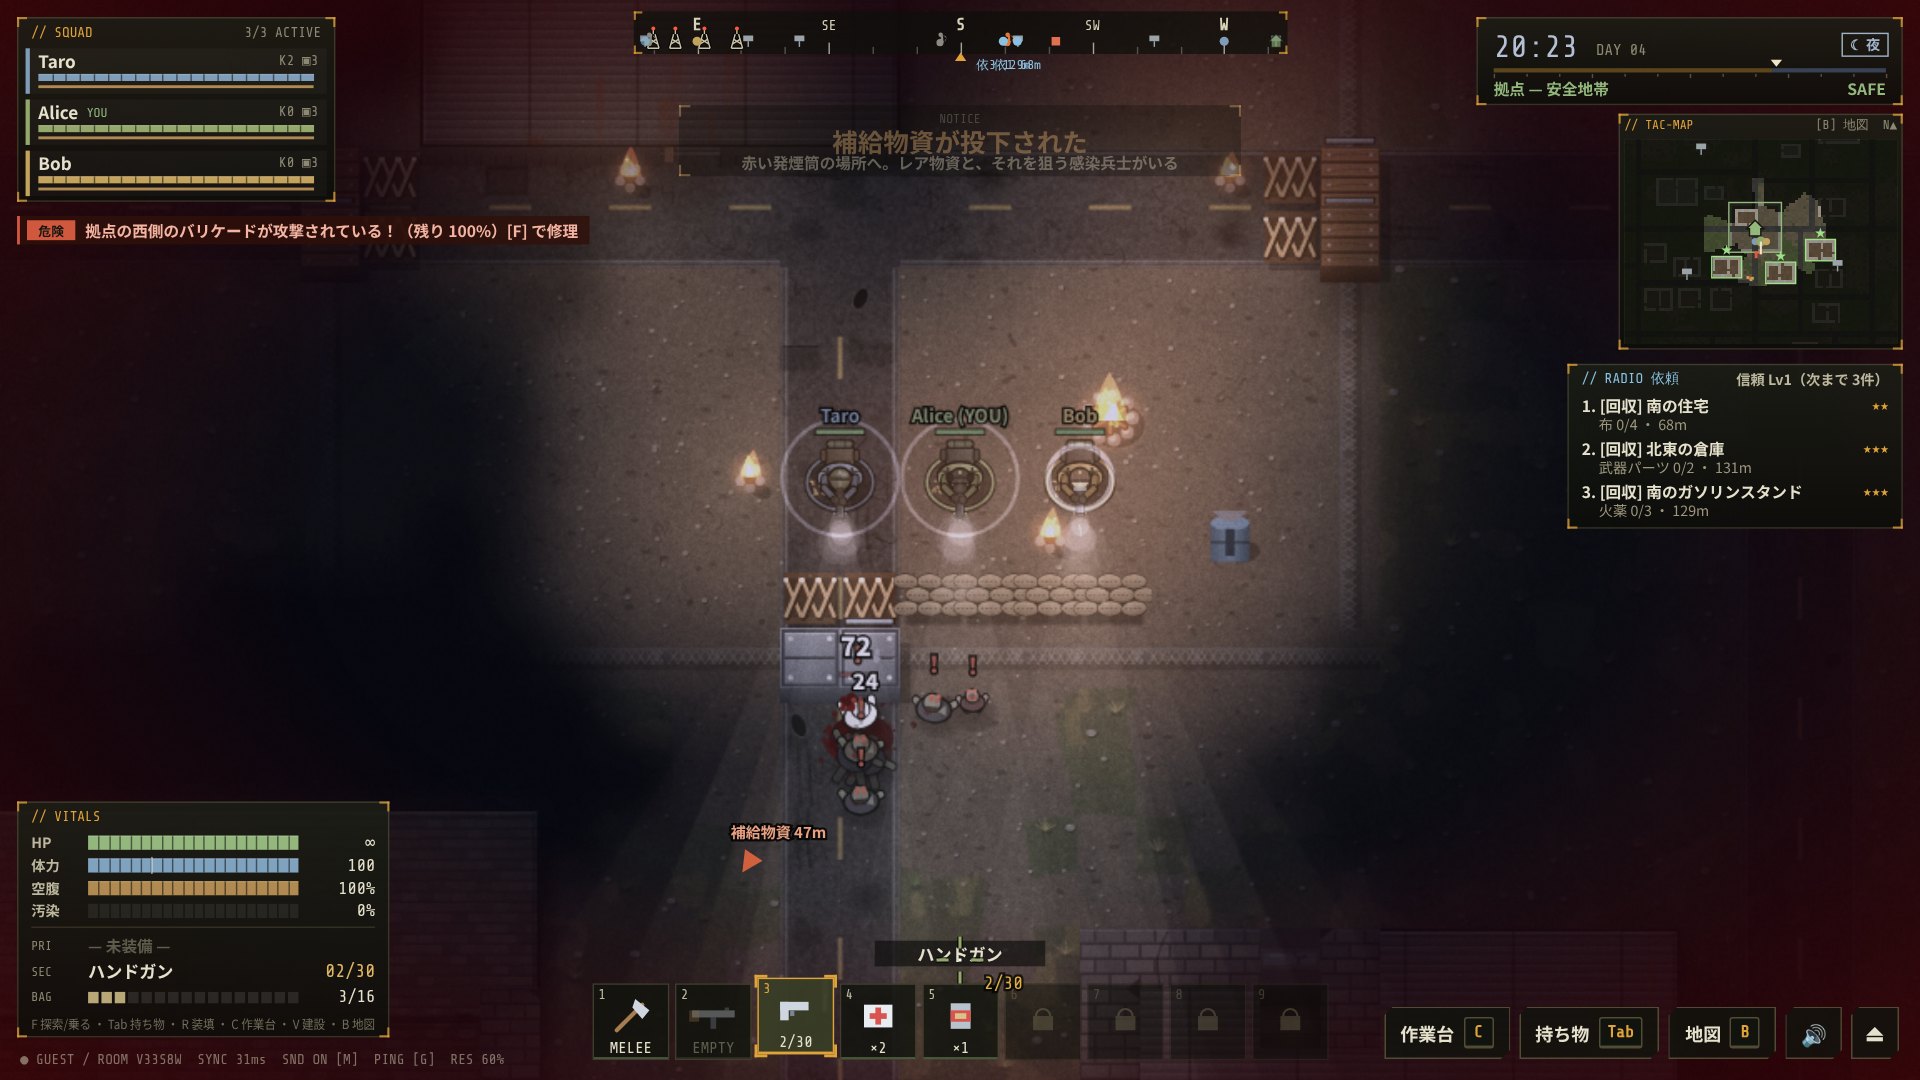 // SQUAD 3/3 ACTIVE
Taro K2 3
Alice YOU K0 3
Bob K0 3
危険 拠点の西側のバリケードが攻撃されている！（残り 100%）[F] で修理
E SE S SW W
NOTICE
補給物資が投下された
赤い発煙筒の場所へ。レア物資と、それを狙う感染兵士がいる
20:23 DAY 04 夜
拠点 — 安全地帯 SAFE
// TAC-MAP [B] 地図 N▲
// RADIO 依頼 信頼 Lv1（次まで 3件）
1. [回収] 南の住宅 ★★
布 0/4 ・ 68m
2. [回収] 北東の倉庫 ★★★
武器パーツ 0/2 ・ 131m
3. [回収] 南のガソリンスタンド ★★★
火薬 0/3 ・ 129m
Taro
Alice (YOU)
Bob
72
24
補給物資 47m
// VITALS
HP ∞
体力 100
空腹 100%
汚染 0%
PRI — 未装備 —
SEC ハンドガン 02/30
BAG 3/16
F 探索/乗る ・ Tab 持ち物 ・ R 装填 ・ C 作業台 ・ V 建設 ・ B 地図
● GUEST / ROOM V33S8W SYNC 31ms SND ON [M] PING [G] RES 60%
ハンドガン
2/30
1 MELEE
2 EMPTY
3 2/30
4 ×2
5 ×1
6
7
8
9
作業台 C
持ち物 Tab
地図 B